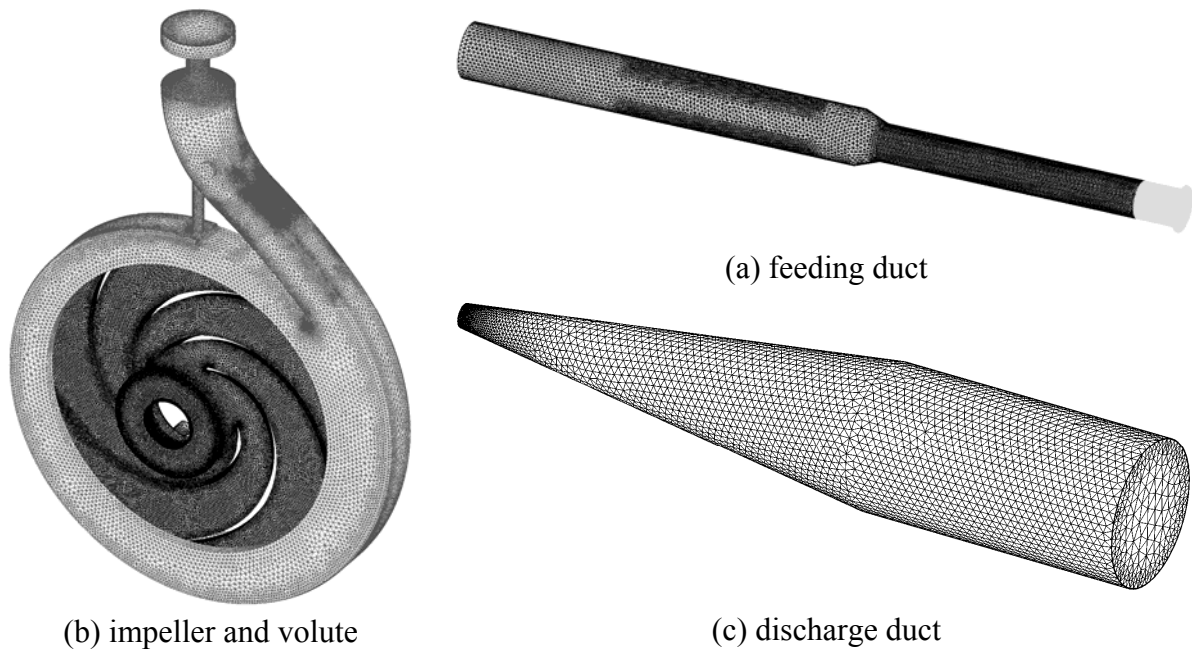 (a) feeding duct
(b) impeller and volute
(c) discharge duct